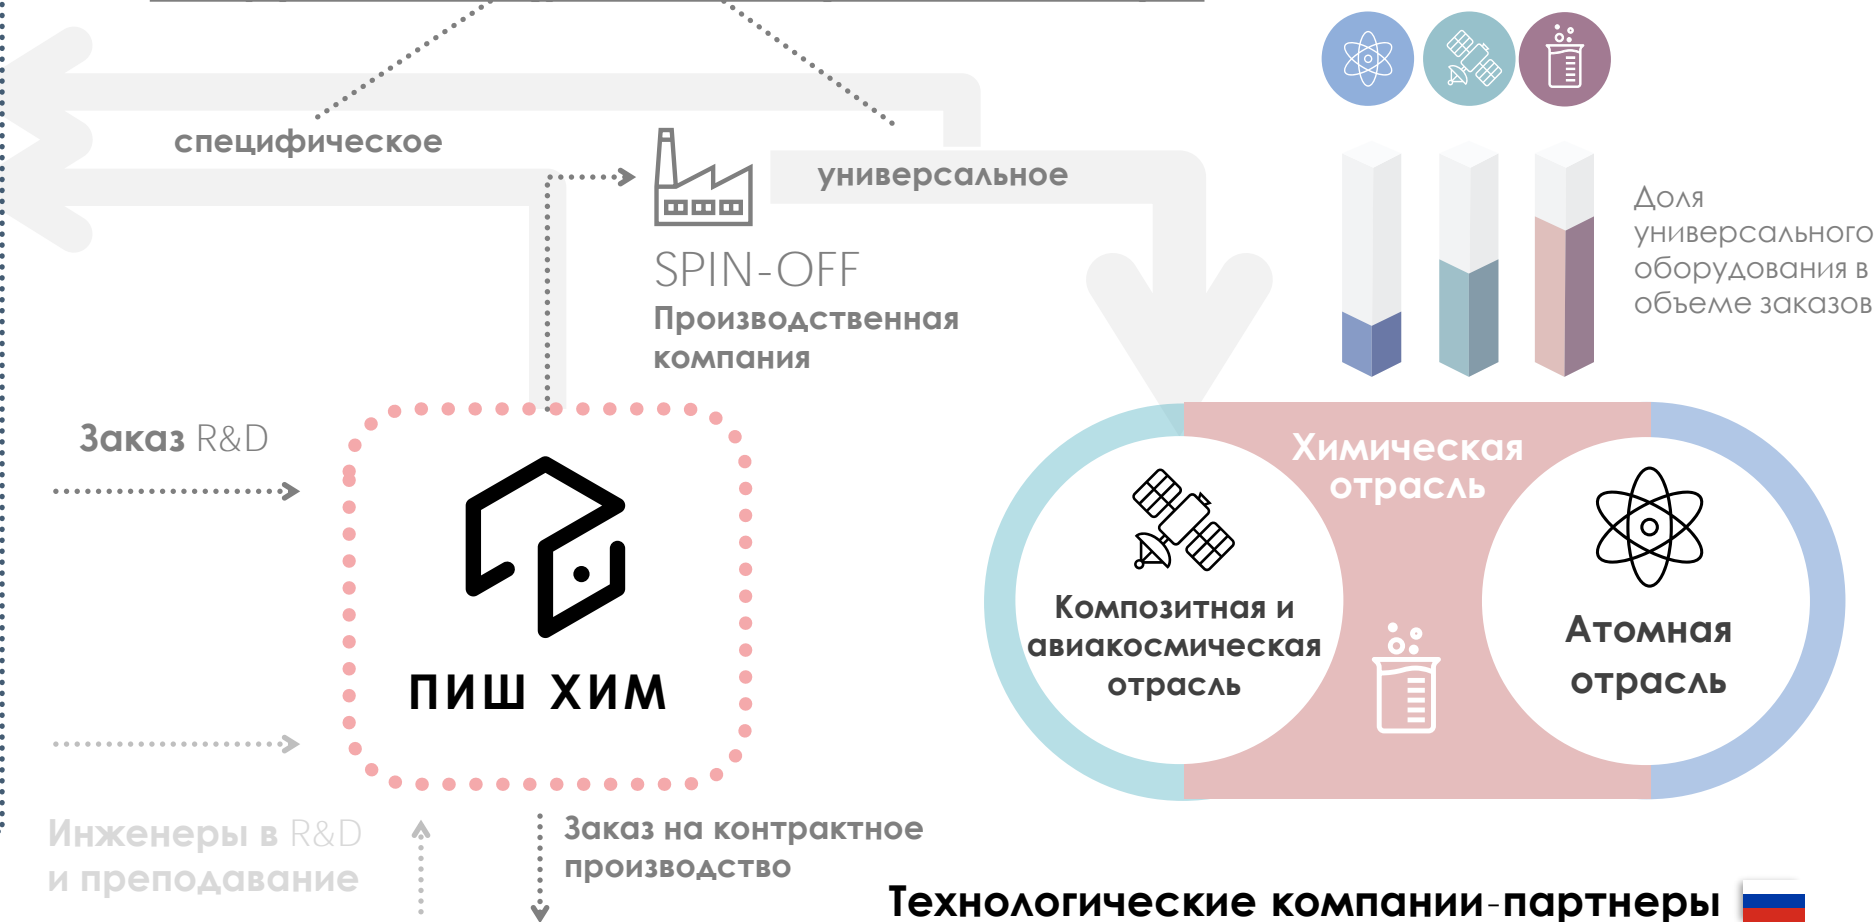 специфическое
универсальное
SPIN-OFF
Производственная
компания
Доля
универсального
оборудования в
объеме заказов
Заказ R&D
ПИШ ХИМ
Химическая
отрасль
Композитная и
авиакосмическая
отрасль
Атомная
отрасль
Инженеры в R&D
и преподавание
Заказ на контрактное
производство
Технологические компании-партнеры